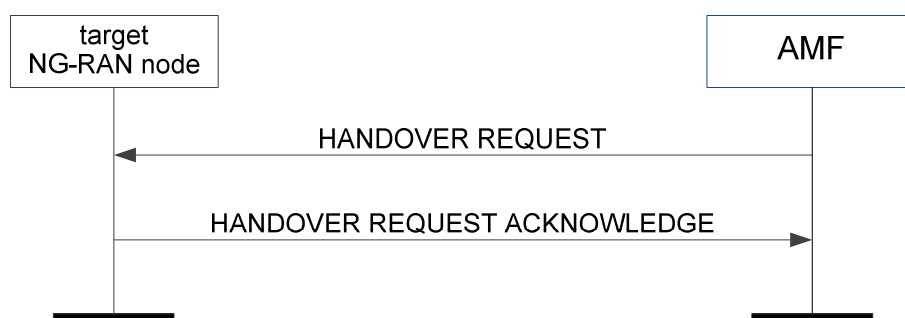 target
NG-RAN node
AMF
HANDOVER REQUEST
HANDOVER REQUEST ACKNOWLEDGE